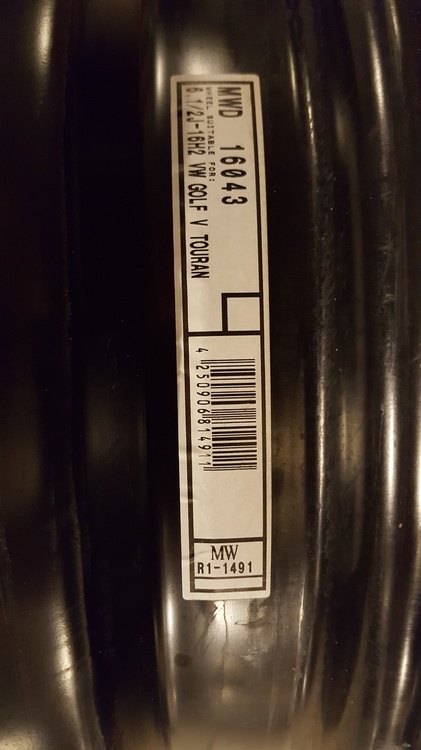 MWD 16043
WHEEL SUITABLE FOR:
6.1/2J-16H2 VW GOLF V TOURAN
4 250906 814911
MW
R1-1491